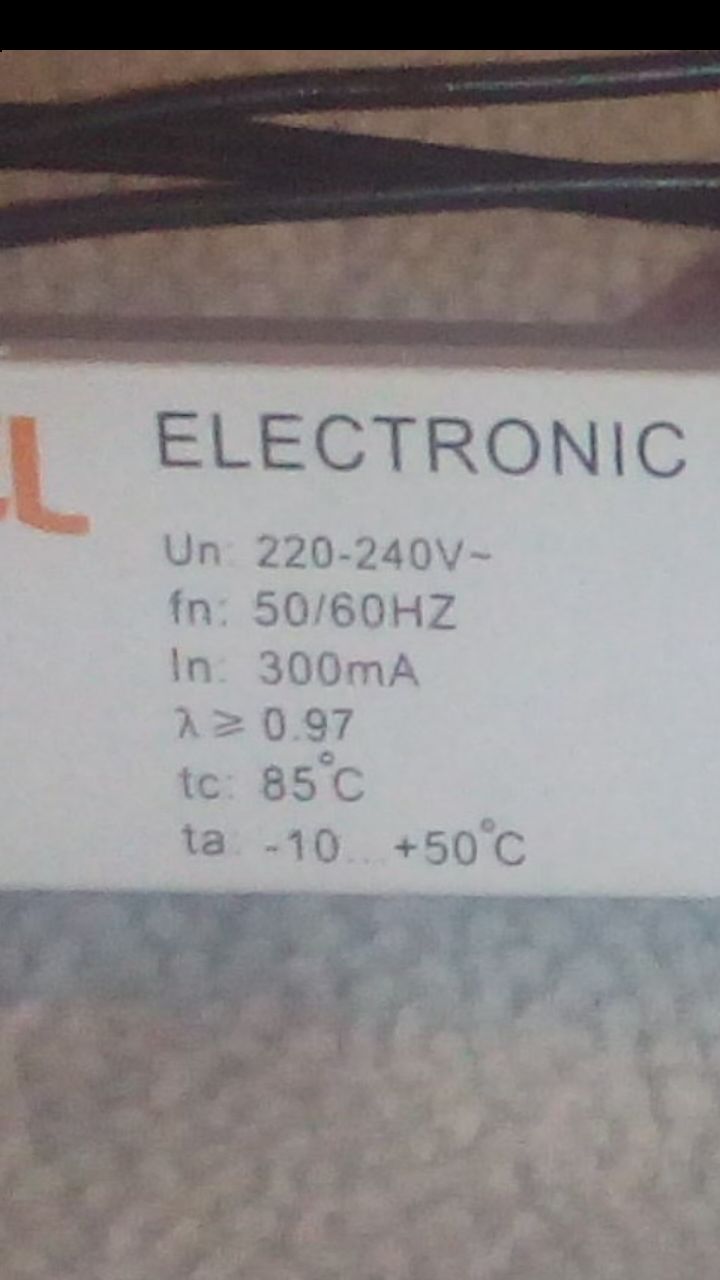 ELECTRONIC
Un: 220-240V~
fn: 50/60HZ
In: 300mA
λ ≥ 0.97
tc: 85°C
ta: -10...+50°C